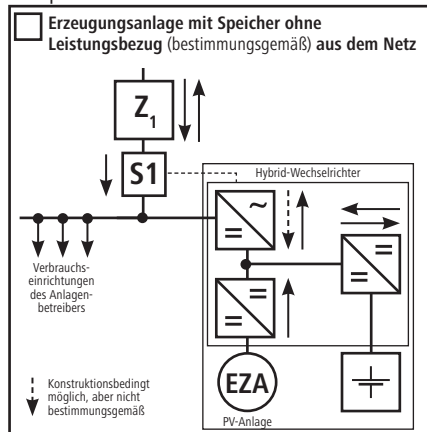 Erzeugungsanlage mit Speicher ohne
Leistungsbezug (bestimmungsgemäß) aus dem Netz
Z1
S1
Hybrid-Wechselrichter
Verbrauchs-
einrichtungen
des Anlagen-
betreibers
Konstruktionsbedingt
möglich, aber nicht
bestimmungsgemäß
EZA
PV-Anlage